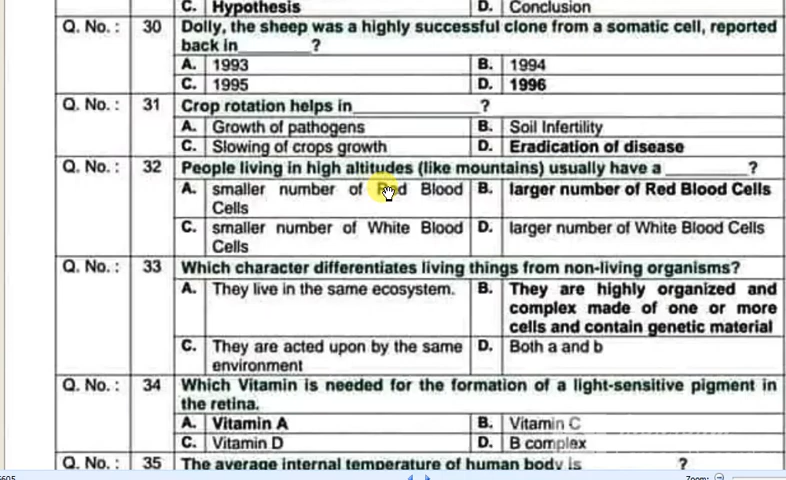 C. Hypothesis D. Conclusion
Q. No. : 30 Dolly, the sheep was a highly successful clone from a somatic cell, reported
back in________?
A. 1993 B. 1994
C. 1995 D. 1996
Q. No. : 31 Crop rotation helps in______________?
A. Growth of pathogens B. Soil Infertility
C. Slowing of crops growth D. Eradication of disease
Q. No. : 32 People living in high altitudes (like mountains) usually have a _________?
A. smaller number of Red Blood B. larger number of Red Blood Cells
Cells
C. smaller number of White Blood D. larger number of White Blood Cells
Cells
Q. No. : 33 Which character differentiates living things from non-living organisms?
A. They live in the same ecosystem. B. They are highly organized and
complex made of one or more
cells and contain genetic material
C. They are acted upon by the same D. Both a and b
environment
Q. No. : 34 Which Vitamin is needed for the formation of a light-sensitive pigment in
the retina.
A. Vitamin A B. Vitamin C
C. Vitamin D D. B complex
Q. No. : 35 The average internal temperature of human body is __________?
Zoom: